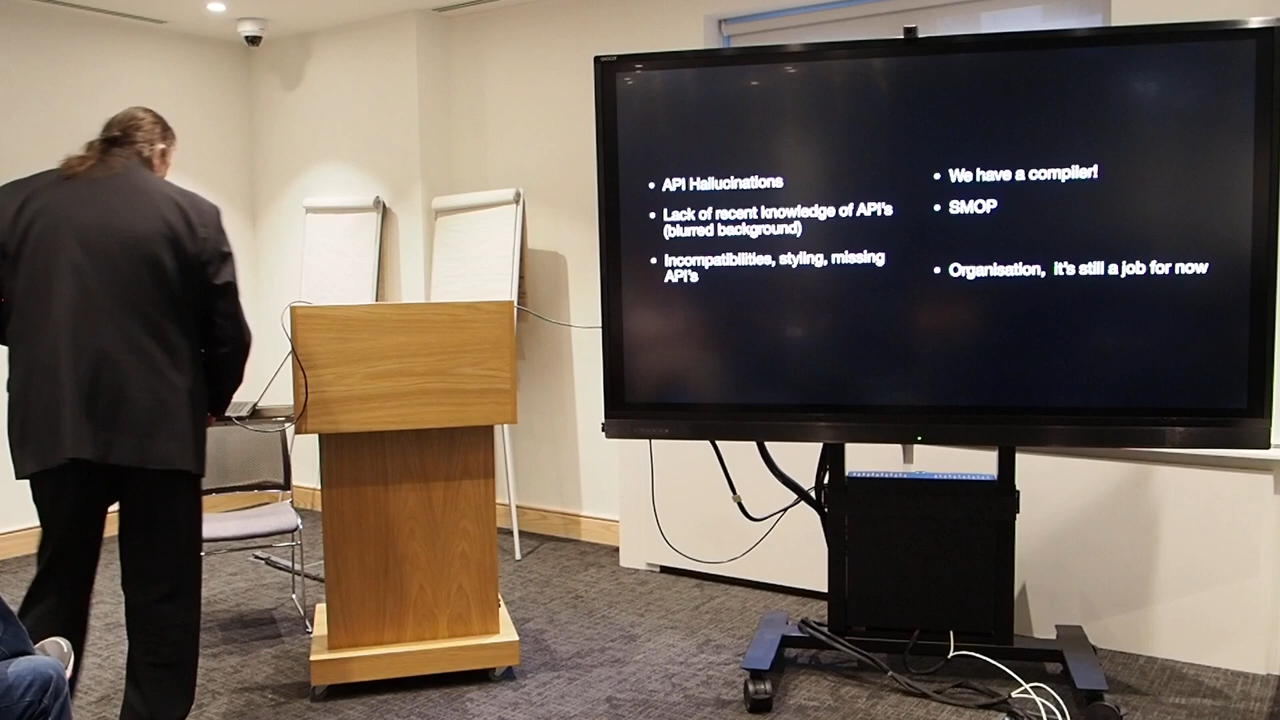 • API Hallucinations
• Lack of recent knowledge of API's
(blurred background)
• Incompatibilities, styling, missing
API's
• We have a compiler!
• SMOP
• Organisation, it's still a job for now